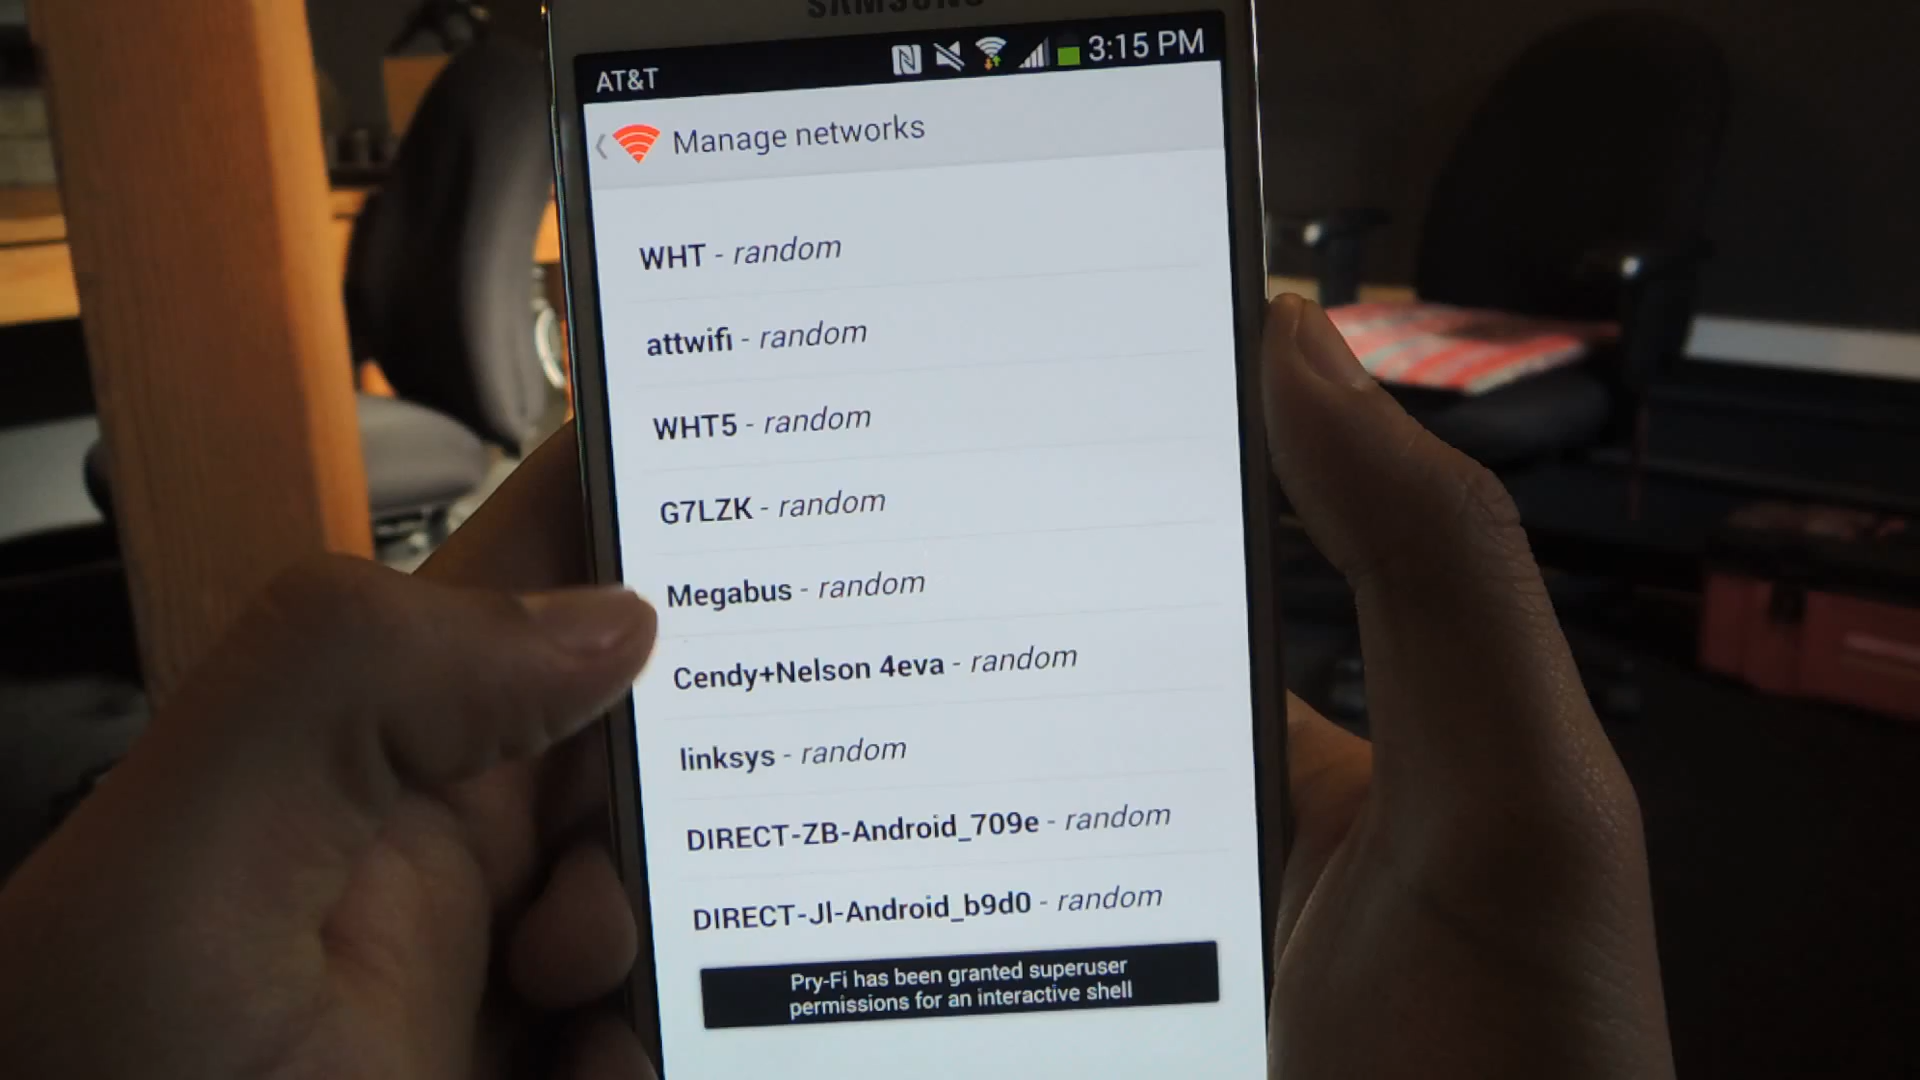 SAMSUNG
AT&T 3:15 PM
Manage networks
WHT - random
attwifi - random
WHT5 - random
G7LZK - random
Megabus - random
Cendy+Nelson 4eva - random
linksys - random
DIRECT-ZB-Android_709e - random
DIRECT-Jl-Android_b9d0 - random
Pry-Fi has been granted superuser
permissions for an interactive shell